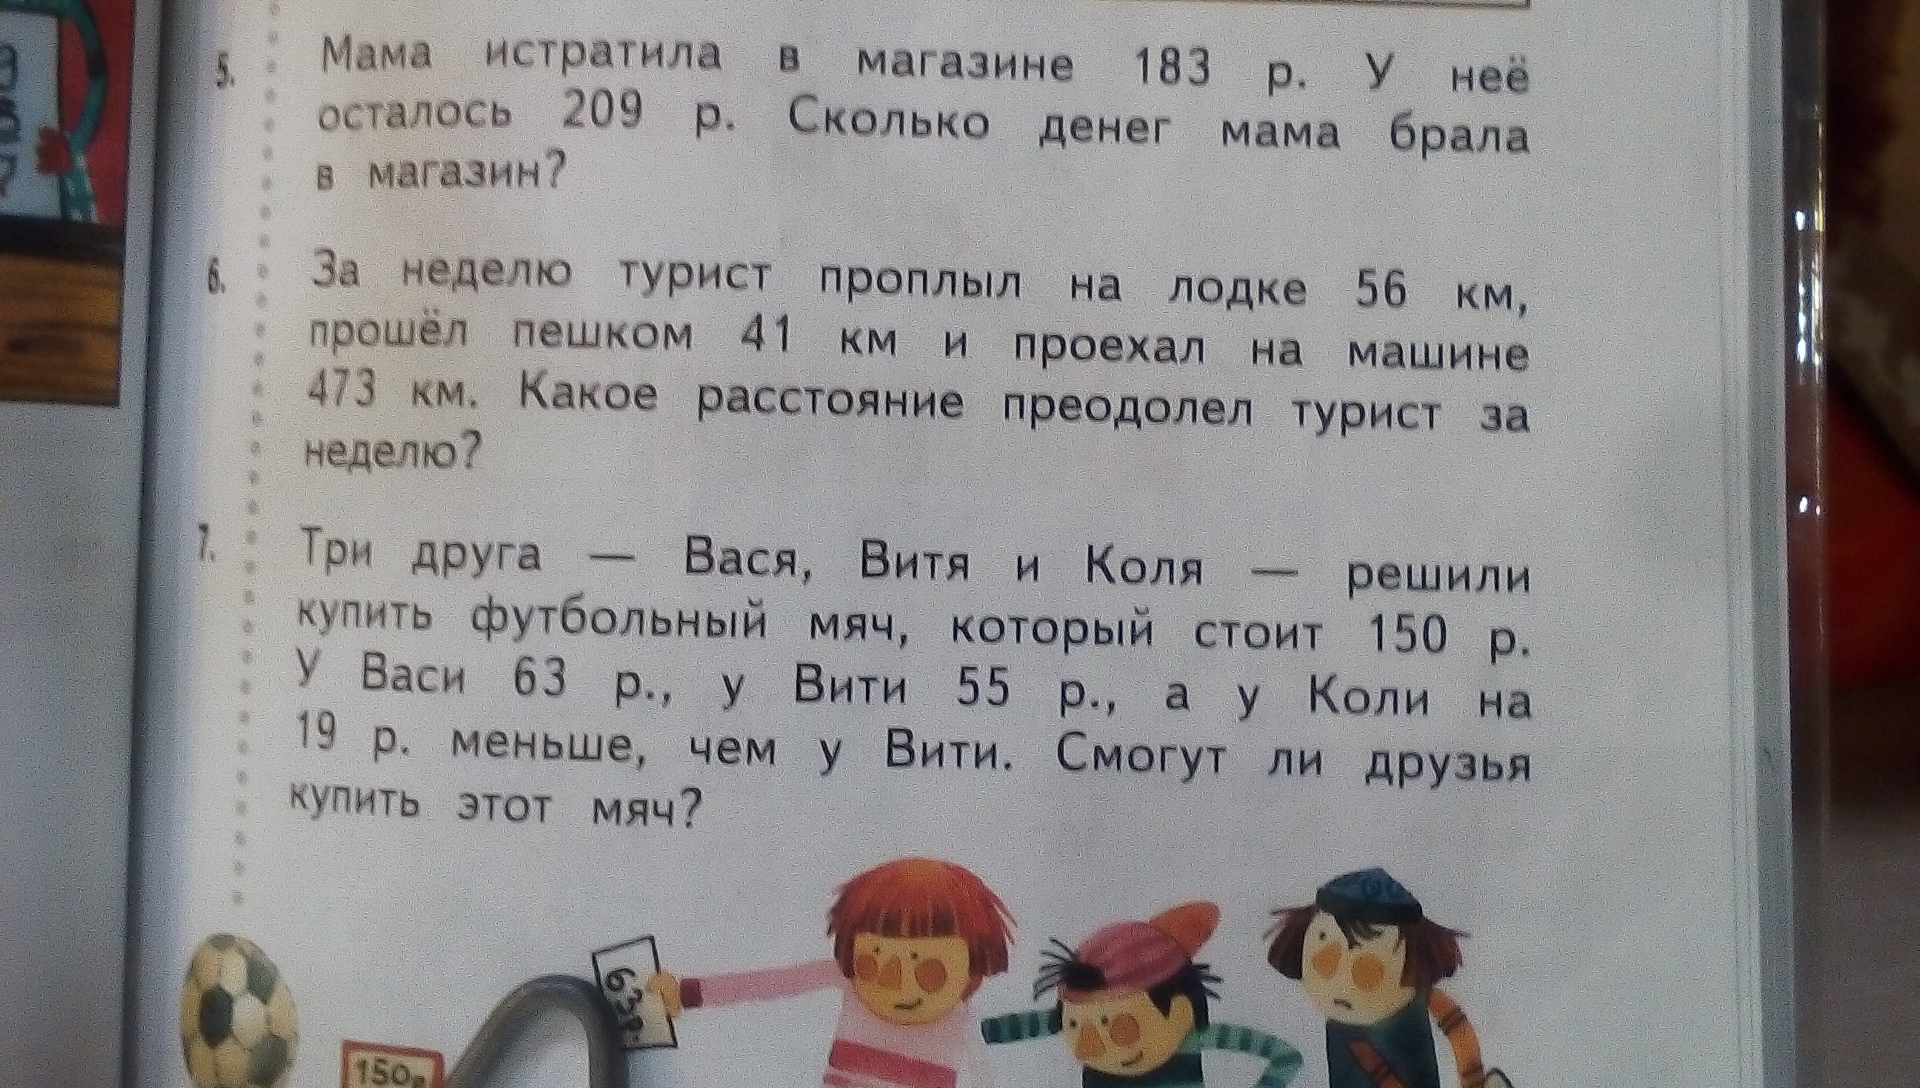 5. Мама истратила в магазине 183 р. У неё
осталось 209 р. Сколько денег мама брала
в магазин?
6. За неделю турист проплыл на лодке 56 км,
прошёл пешком 41 км и проехал на машине
473 км. Какое расстояние преодолел турист за
неделю?
7. Три друга — Вася, Витя и Коля — решили
купить футбольный мяч, который стоит 150 р.
У Васи 63 р., у Вити 55 р., а у Коли на
19 р. меньше, чем у Вити. Смогут ли друзья
купить этот мяч?
63р.
150р